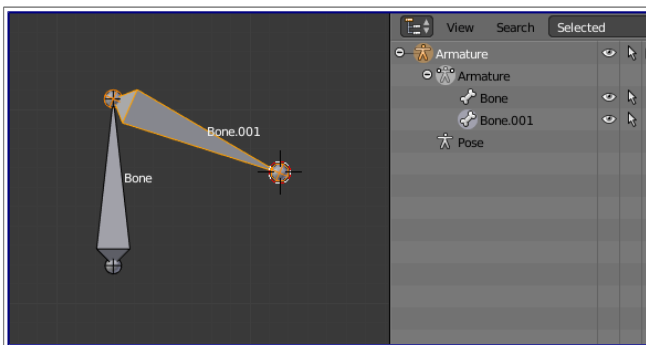 View Search Selected
Armature
Armature
Bone
Bone.001
Pose
Bone.001
Bone